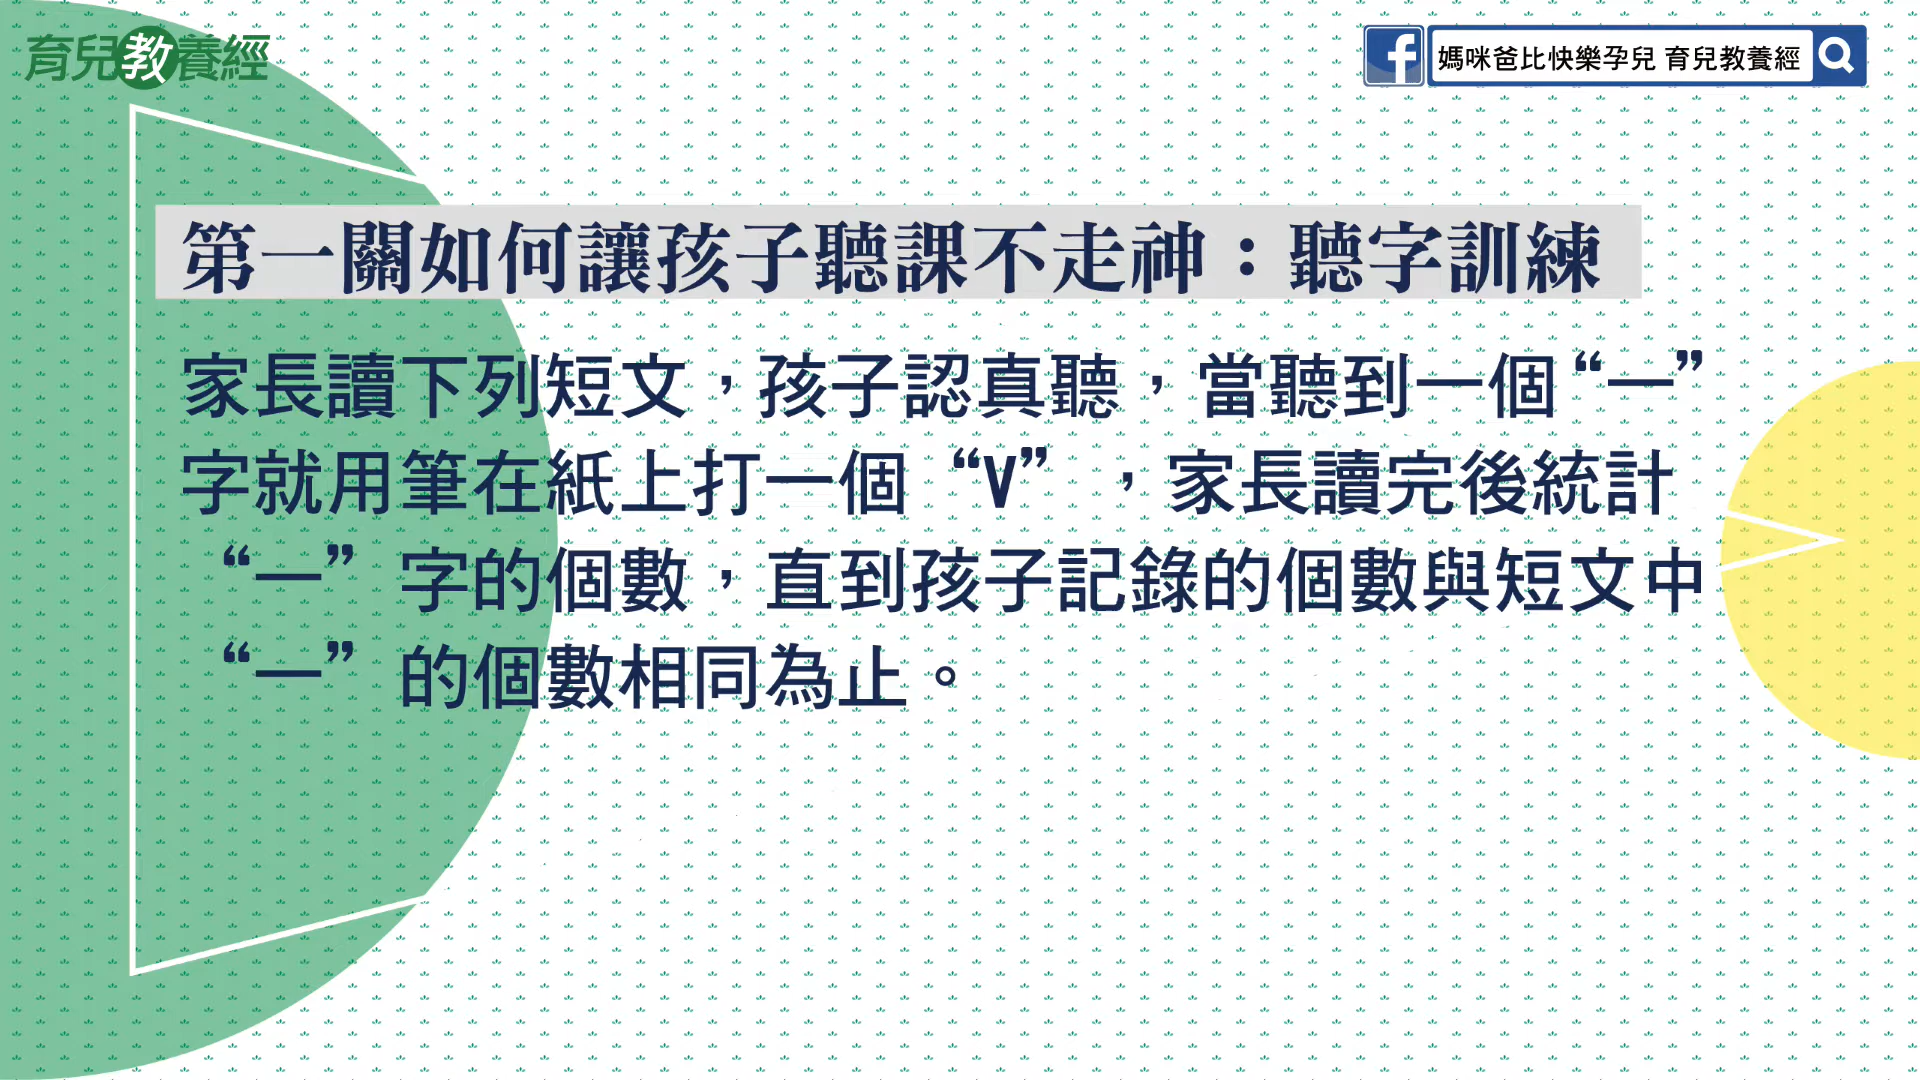 育兒教養經
媽咪爸比快樂孕兒 育兒教養經
第一關如何讓孩子聽課不走神：聽字訓練
家長讀下列短文，孩子認真聽，當聽到一個“一”
字就用筆在紙上打一個“V”，家長讀完後統計
“一”字的個數，直到孩子記錄的個數與短文中
“一”的個數相同為止。